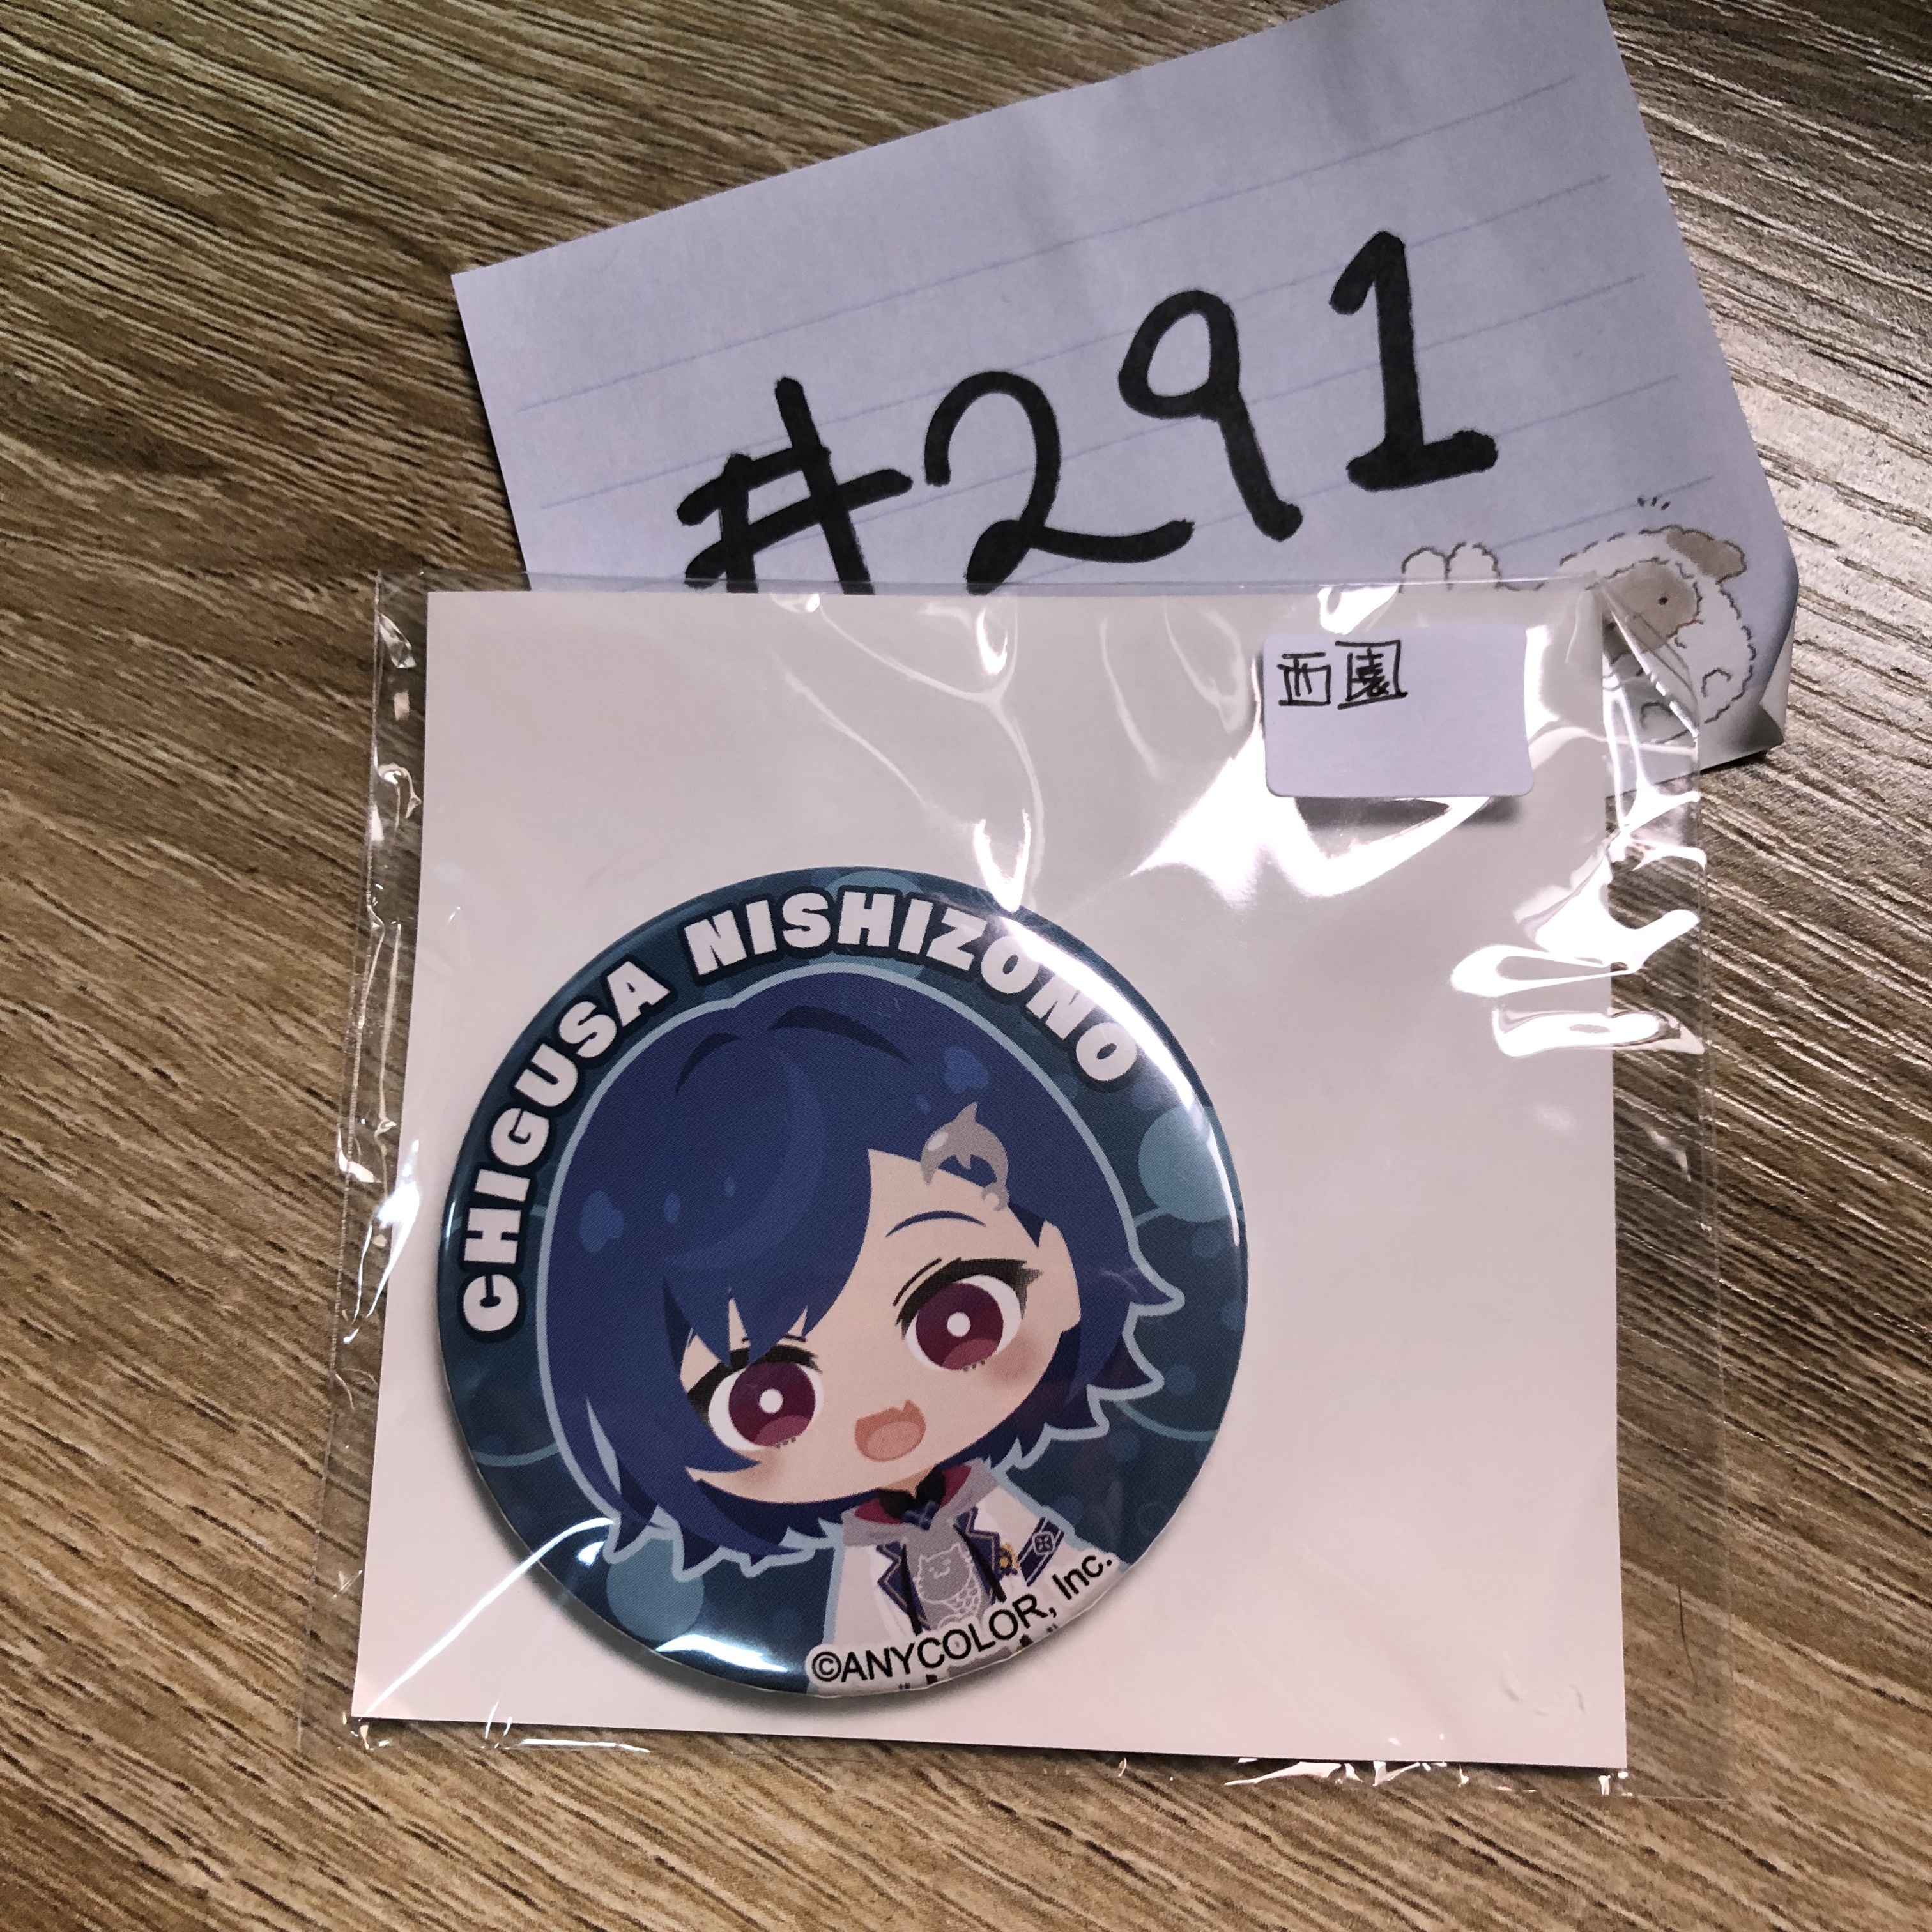 #291
西園
CHIGUSA NISHIZONO
©ANYCOLOR, Inc.